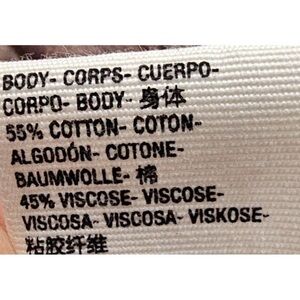 BODY- CORPS- CUERPO-
CORPO- BODY- 身体
55% COTTON- COTON-
ALGODÓN- COTONE-
BAUMWOLLE- 棉
45% VISCOSE- VISCOSE-
VISCOSA- VISCOSA- VISKOSE-
粘胶纤维